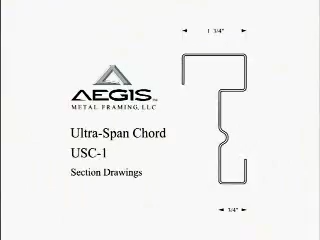 1 3/4"
AEGIS
METAL FRAMING, LLC
Ultra-Span Chord
USC-1
Section Drawings
3/4"